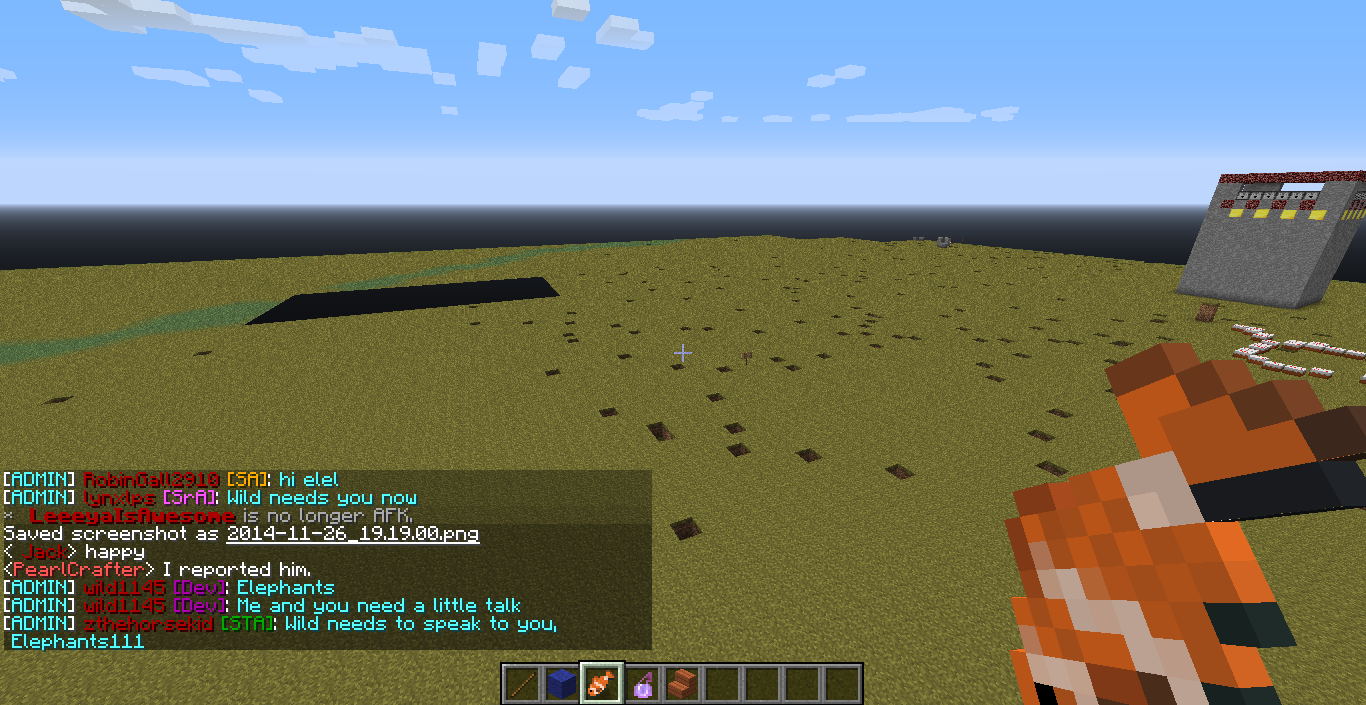 [ADMIN] RobinGall2910 [SA]: hi elel
[ADMIN] lynxlps [SrA]: Wild needs you now
* LeeeyaIsAwesome is no longer AFK.
Saved screenshot as 2014-11-26_19.19.00.png
< Jack> happy
<PearlCrafter> I reported him.
[ADMIN] wild1145 [Dev]: Elephants
[ADMIN] wild1145 [Dev]: Me and you need a little talk
[ADMIN] zthehorsekid [STA]: Wild needs to speak to you,
Elephants111